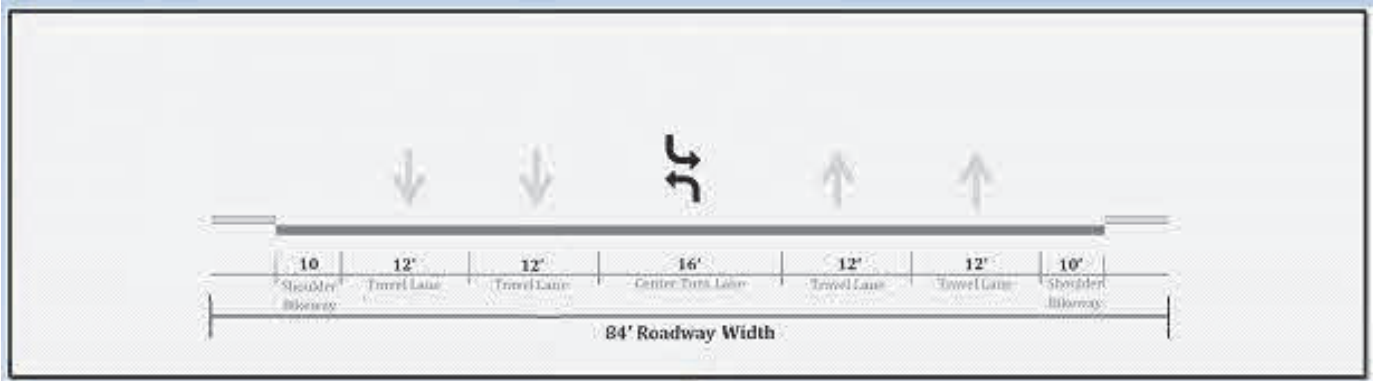 10 12' 12' 16' 12' 12' 10'
Shoulder Travel Lane Travel Lane Center Turn Lane Travel Lane Travel Lane Shoulder
Bikeway Bikeway
84' Roadway Width